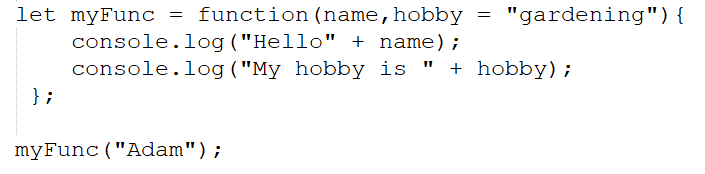 let myFunc = function(name,hobby = "gardening"){
    console.log("Hello" + name);
    console.log("My hobby is " + hobby);
 };
myFunc("Adam");